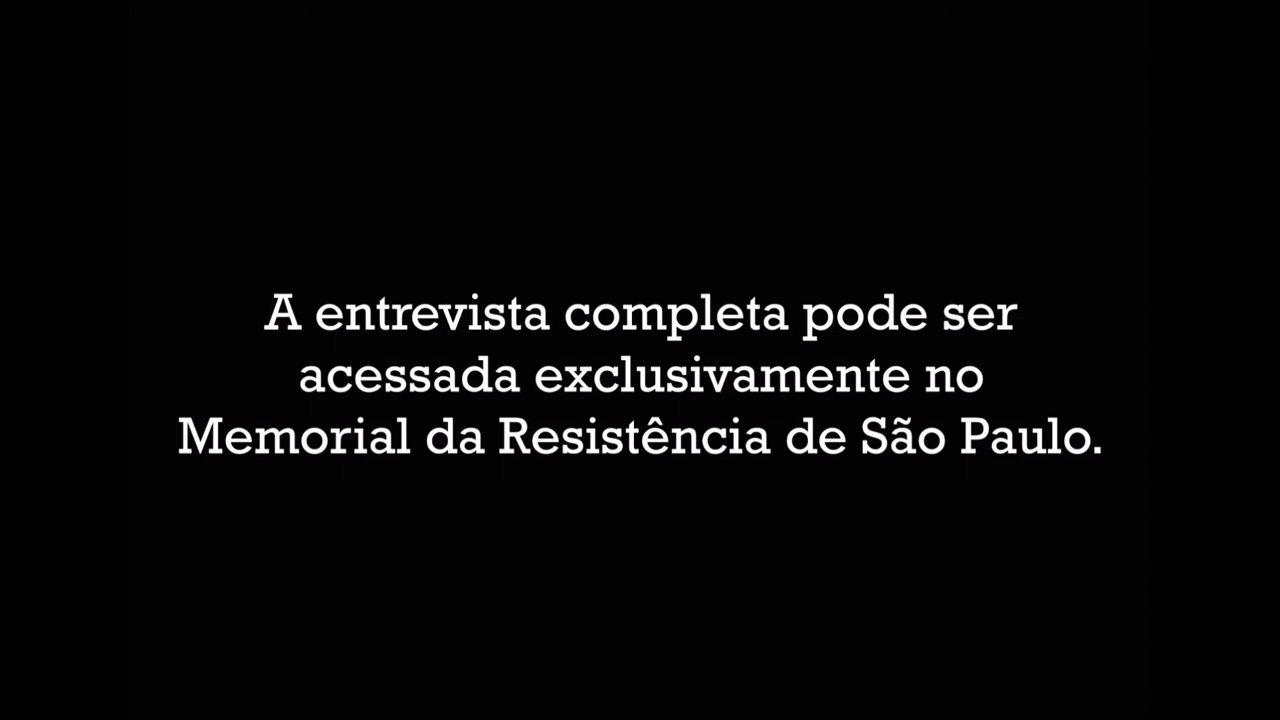 A entrevista completa pode ser
acessada exclusivamente no
Memorial da Resistência de São Paulo.